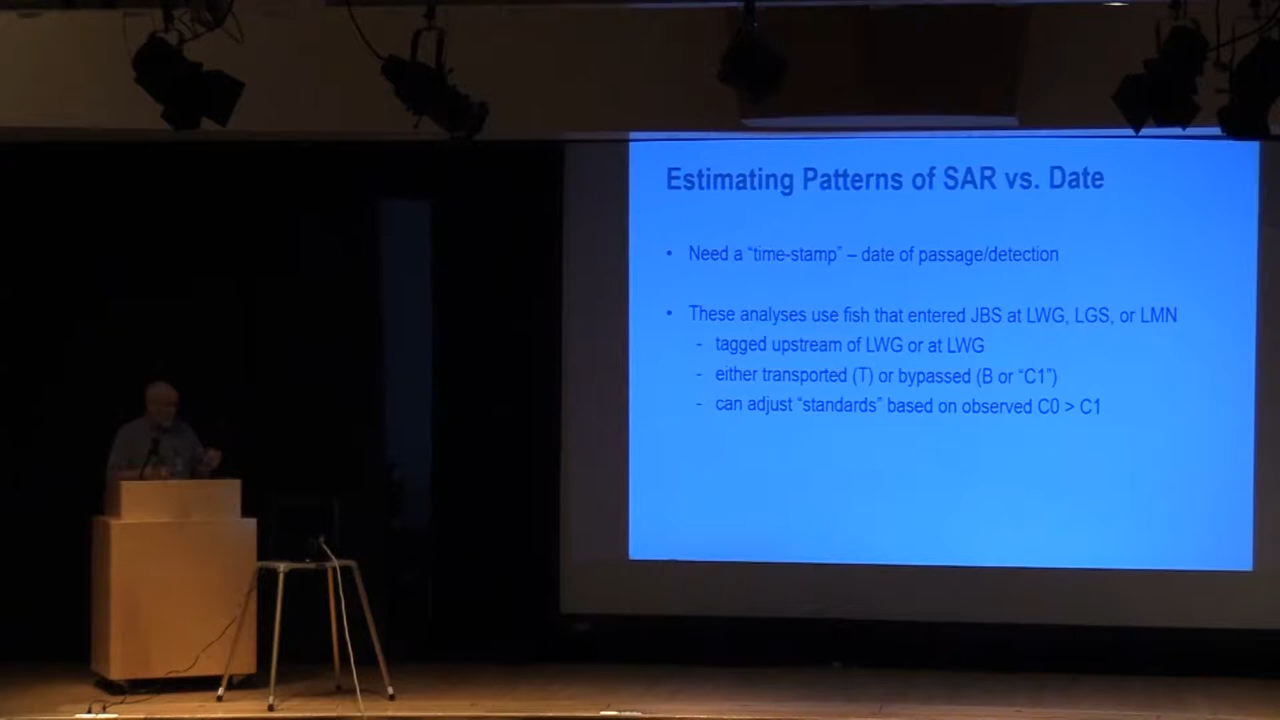 Estimating Patterns of SAR vs. Date
• Need a “time-stamp” – date of passage/detection
• These analyses use fish that entered JBS at LWG, LGS, or LMN
- tagged upstream of LWG or at LWG
- either transported (T) or bypassed (B or “C1”)
- can adjust “standards” based on observed C0 > C1